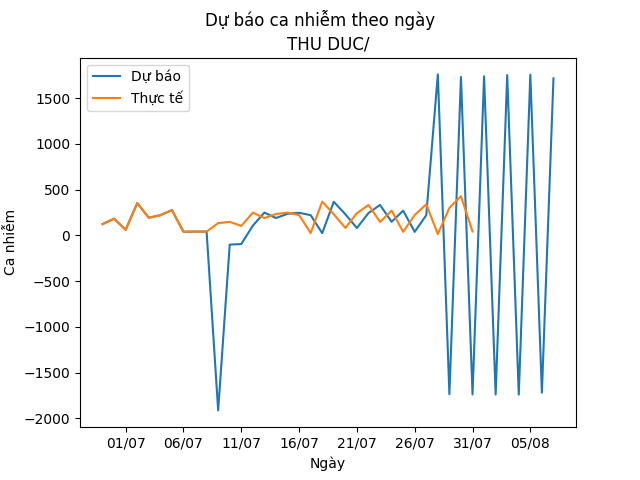 Dự báo ca nhiễm theo ngày
THU DUC/
Dự báo
Thực tế
1500
1000
500
0
−500
−1000
−1500
−2000
Ca nhiễm
01/07 06/07 11/07 16/07 21/07 26/07 31/07 05/08
Ngày